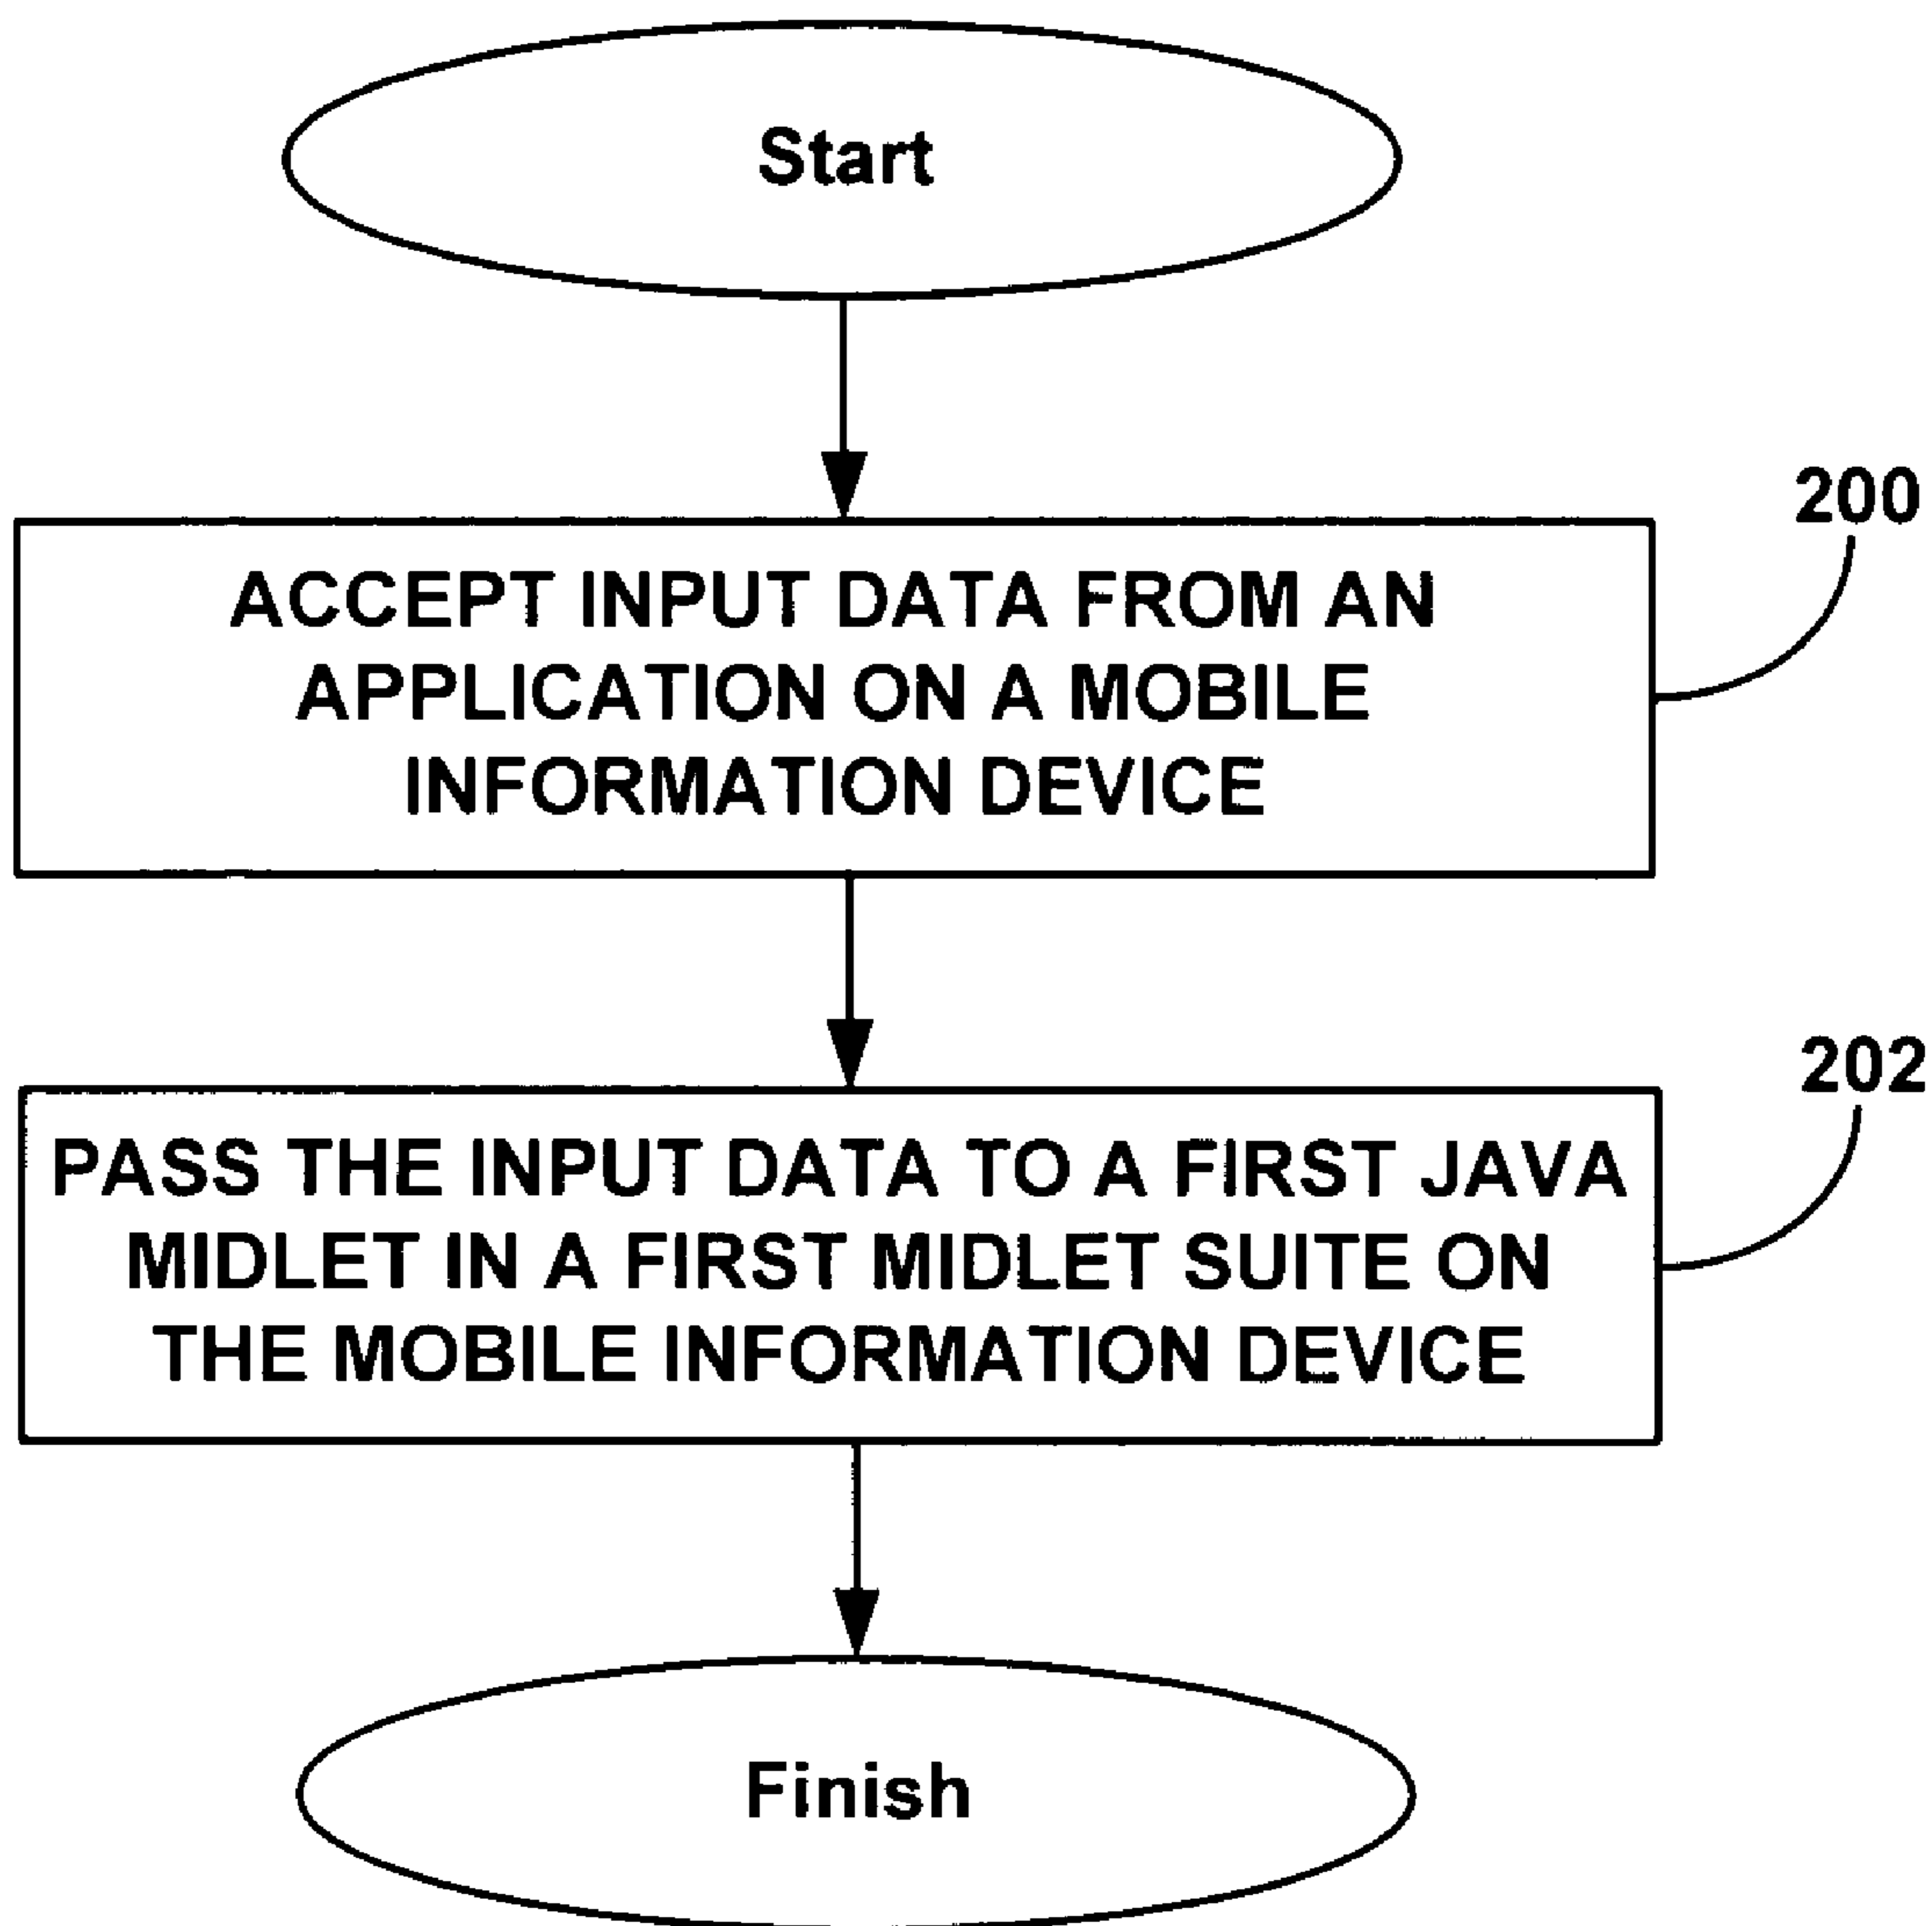 Start
200
ACCEPT INPUT DATA FROM AN
APPLICATION ON A MOBILE
INFORMATION DEVICE
202
PASS THE INPUT DATA TO A FIRST JAVA
MIDLET IN A FIRST MIDLET SUITE ON
THE MOBILE INFORMATION DEVICE
Finish